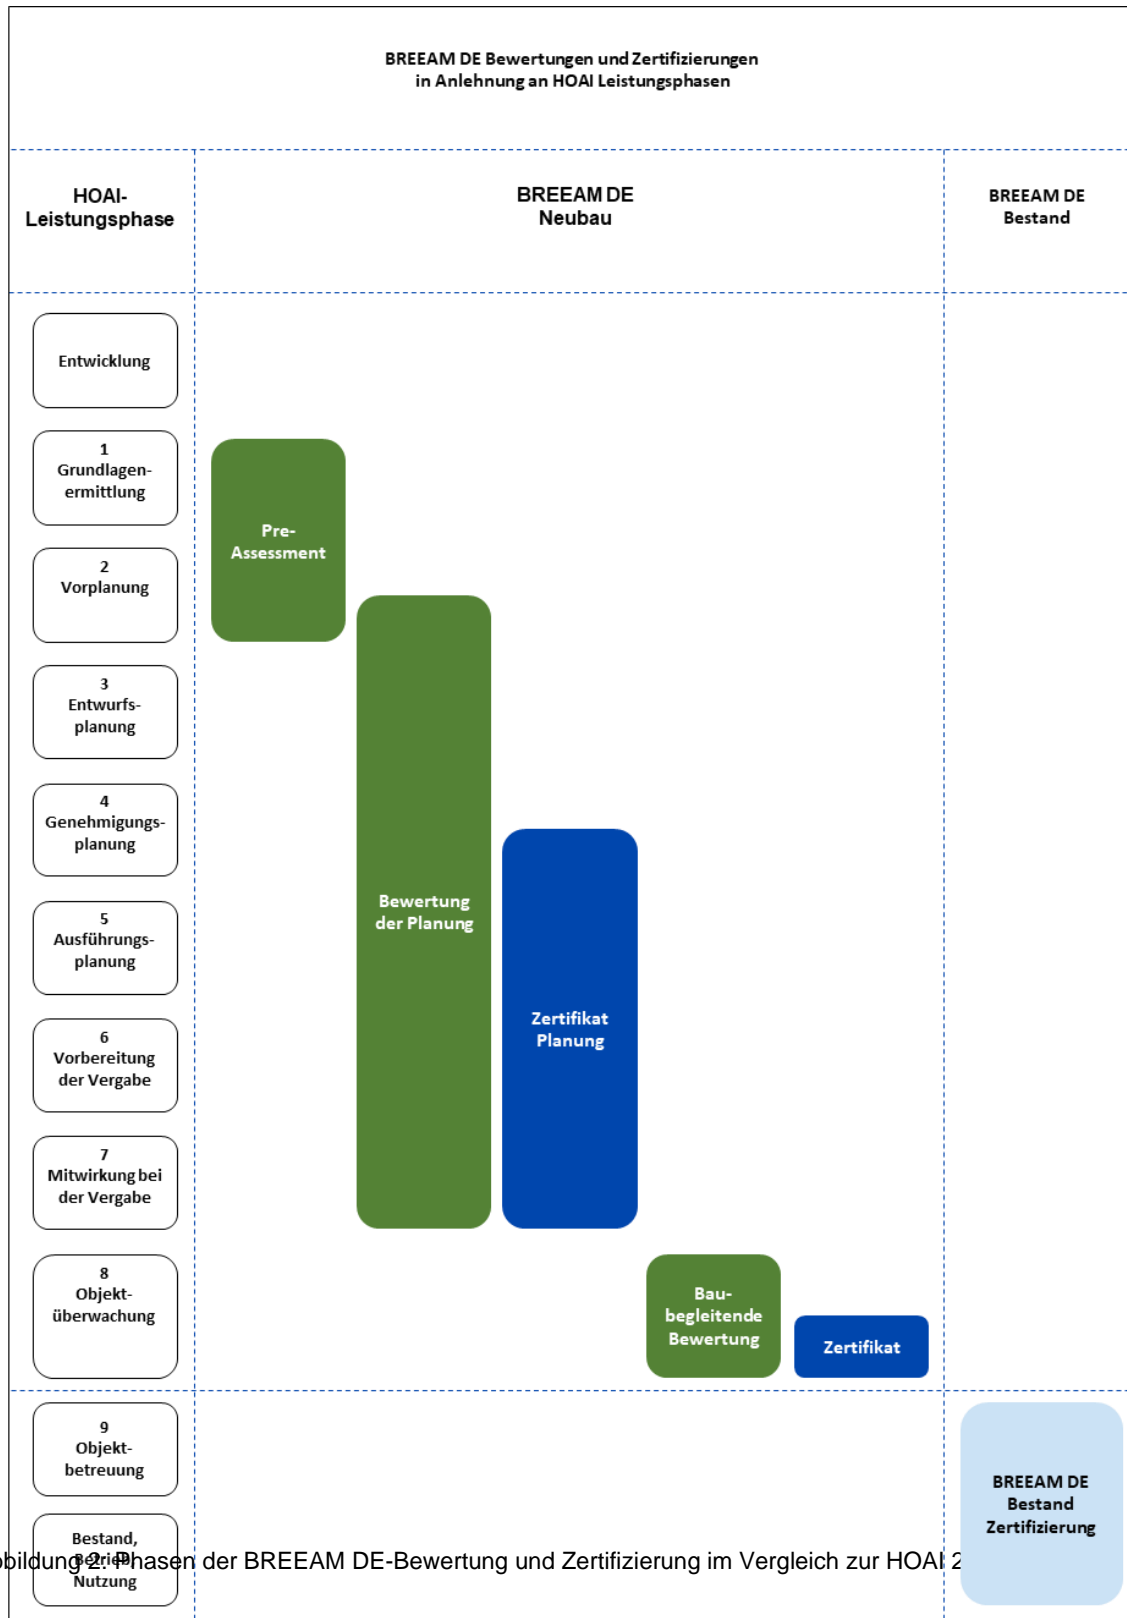 BREEAM DE Bewertungen und Zertifizierungen
in Anlehnung an HOAI Leistungsphasen
HOAI-
Leistungsphase
BREEAM DE
Neubau
BREEAM DE
Bestand
Entwicklung
1
Grundlagen-
ermittlung
Pre-
Assessment
2
Vorplanung
3
Entwurfs-
planung
4
Genehmigungs-
planung
Bewertung
der Planung
5
Ausführungs-
planung
Zertifikat
Planung
6
Vorbereitung
der Vergabe
7
Mitwirkung bei
der Vergabe
8
Objekt-
überwachung
Bau-
begleitende
Bewertung
Zertifikat
9
Objekt-
betreuung
BREEAM DE
Bestand
Zertifizierung
Bestand,
Betrieb,
Nutzung
bbildung 2: Phasen der BREEAM DE-Bewertung und Zertifizierung im Vergleich zur HOAI 2